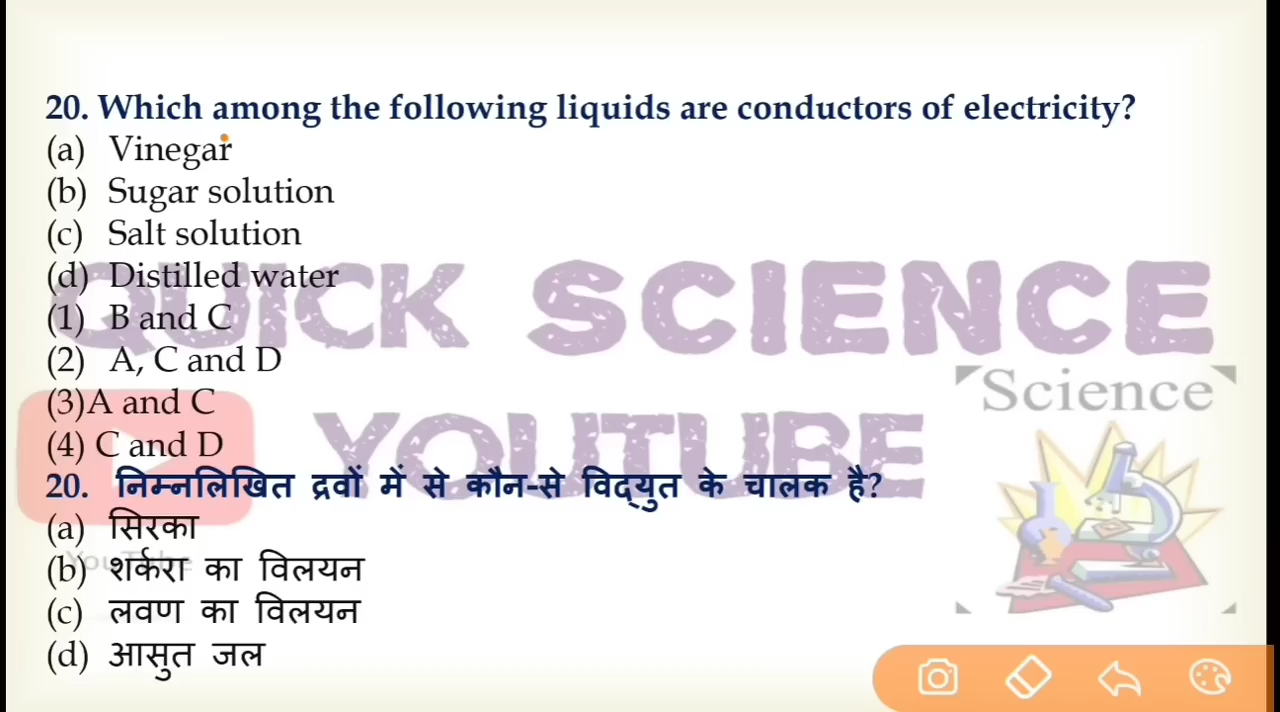 20. Which among the following liquids are conductors of electricity?
(a) Vinegar
(b) Sugar solution
(c) Salt solution
(d) Distilled water
(1) B and C
(2) A, C and D
(3)A and C
(4) C and D
20. निम्नलिखित द्रवों में से कौन-से विद्युत के चालक है?
(a) सिरका
(b) शर्करा का विलयन
(c) लवण का विलयन
(d) आसुत जल
QUICK SCIENCE
YOUTUBE
YouTube
Science